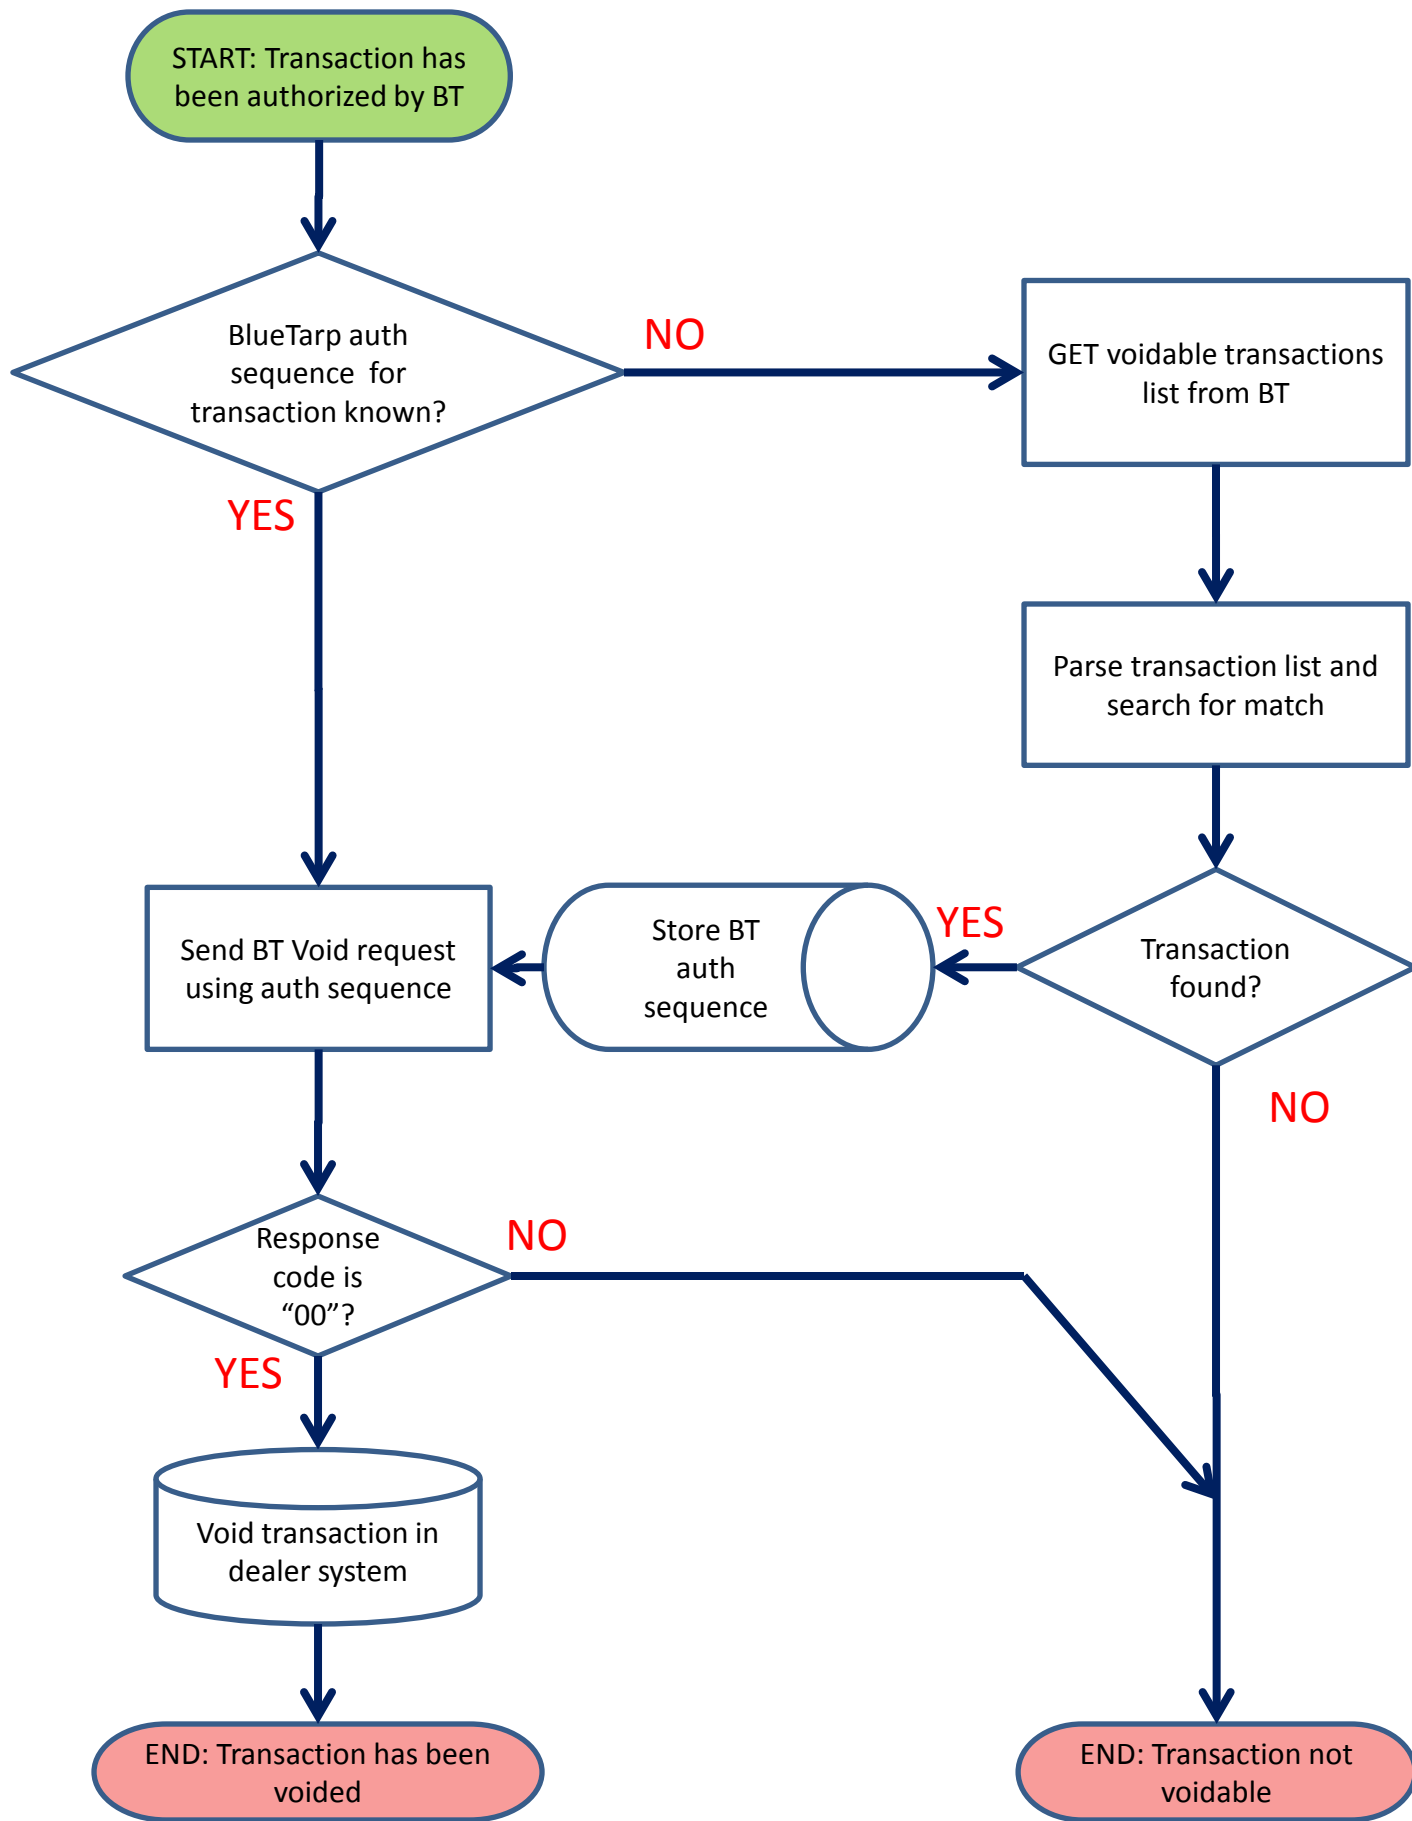 START: Transaction has
been authorized by BT
BlueTarp auth
sequence for
transaction known?
NO
GET voidable transactions
list from BT
YES
Parse transaction list and
search for match
Send BT Void request
using auth sequence
Store BT
auth
sequence
YES
Transaction
found?
NO
Response
code is
“00”?
NO
YES
Void transaction in
dealer system
END: Transaction has been
voided
END: Transaction not
voidable